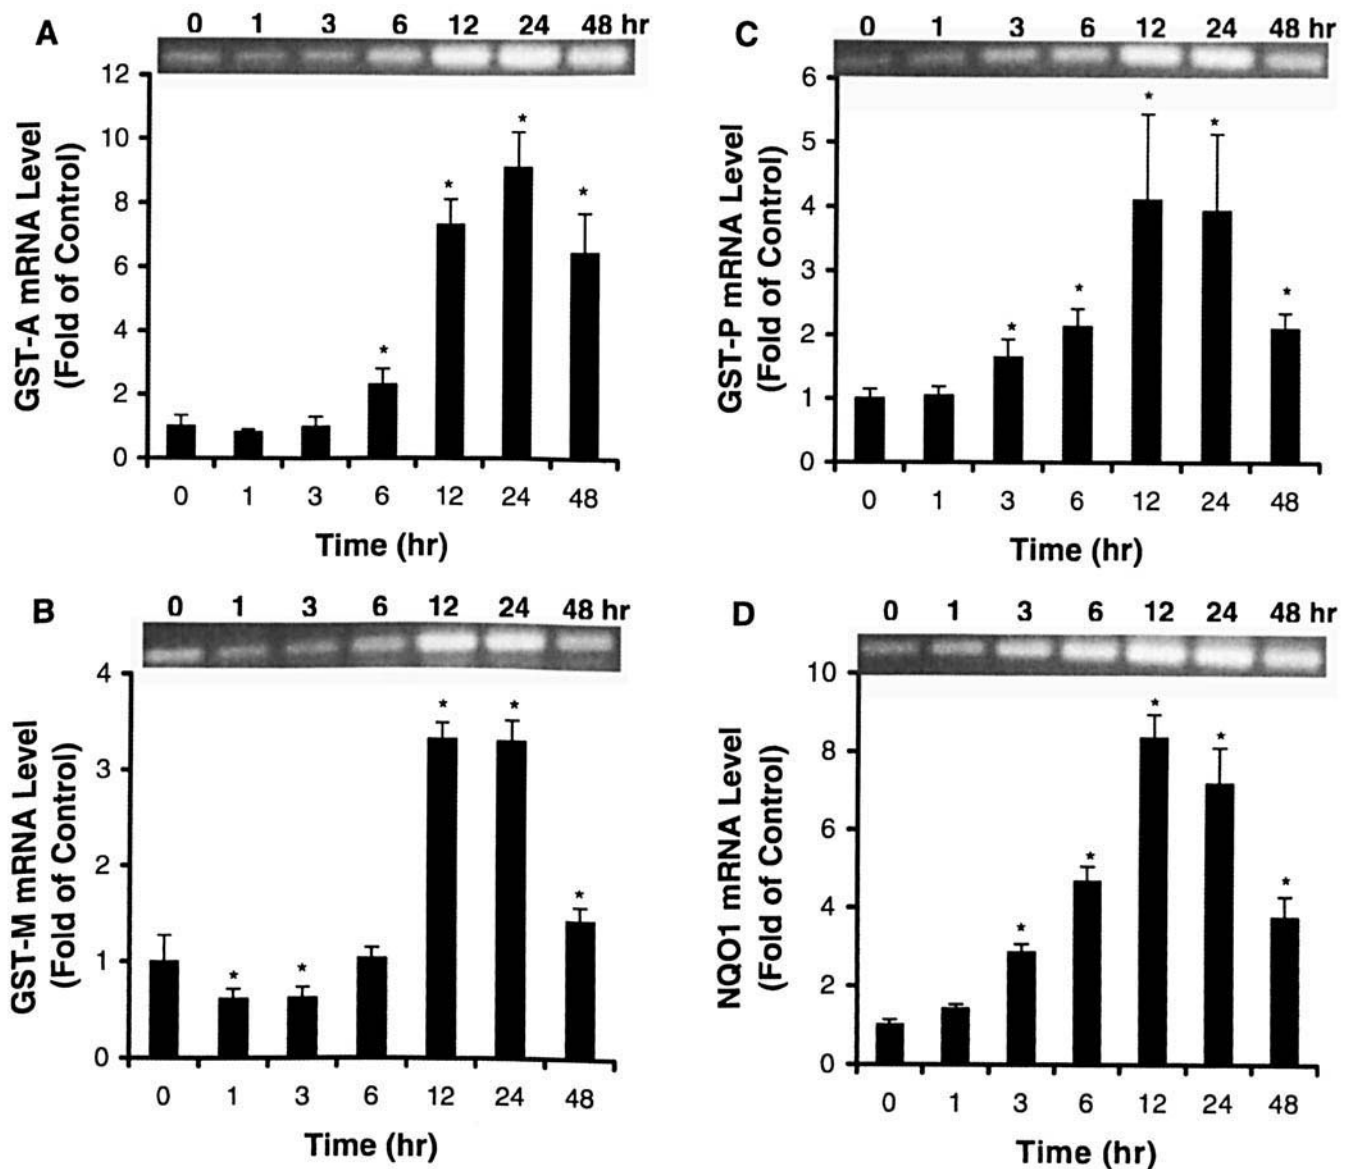 A
0 1 3 6 12 24 48 hr
12
10
8
6
4
2
0
GST-A mRNA Level
(Fold of Control)
* * * *
0 1 3 6 12 24 48
Time (hr)
C
0 1 3 6 12 24 48 hr
6
5
4
3
2
1
0
GST-P mRNA Level
(Fold of Control)
* * * * *
0 1 3 6 12 24 48
Time (hr)
B
0 1 3 6 12 24 48 hr
4
3
2
1
0
GST-M mRNA Level
(Fold of Control)
* * * * *
0 1 3 6 12 24 48
Time (hr)
D
0 1 3 6 12 24 48 hr
10
8
6
4
2
0
NQO1 mRNA Level
(Fold of Control)
* * * * *
0 1 3 6 12 24 48
Time (hr)